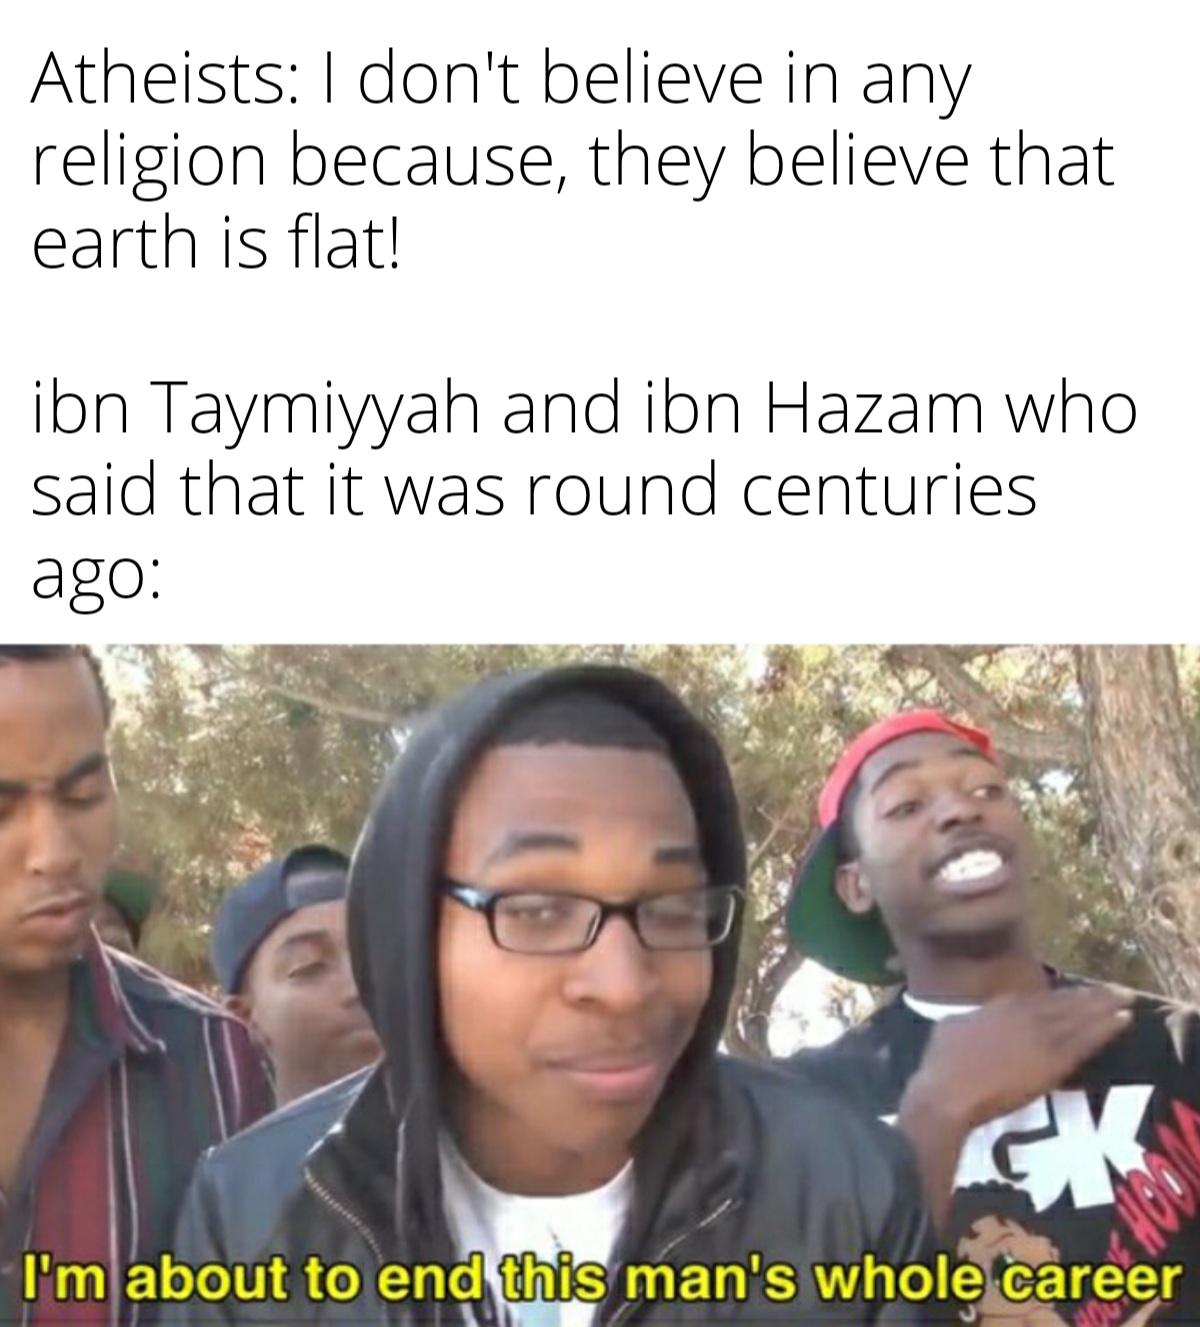 Atheists: I don't believe in any
religion because, they believe that
earth is flat!
ibn Taymiyyah and ibn Hazam who
said that it was round centuries
ago:
GK
I'm about to end this man's whole career